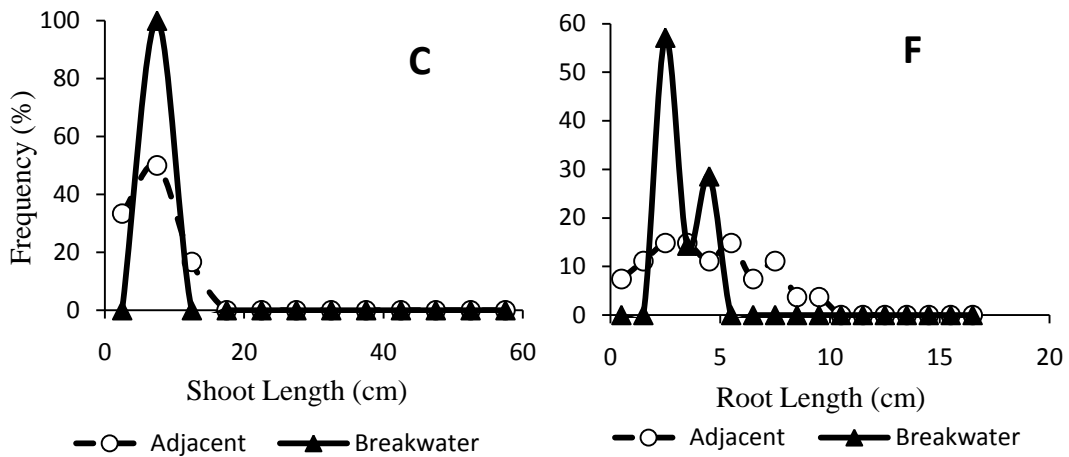 C
Frequency (%)
100
80
60
40
20
0
0 20 40 60
Shoot Length (cm)
Adjacent Breakwater
F
60
50
40
30
20
10
0
0 5 10 15 20
Root Length (cm)
Adjacent Breakwater